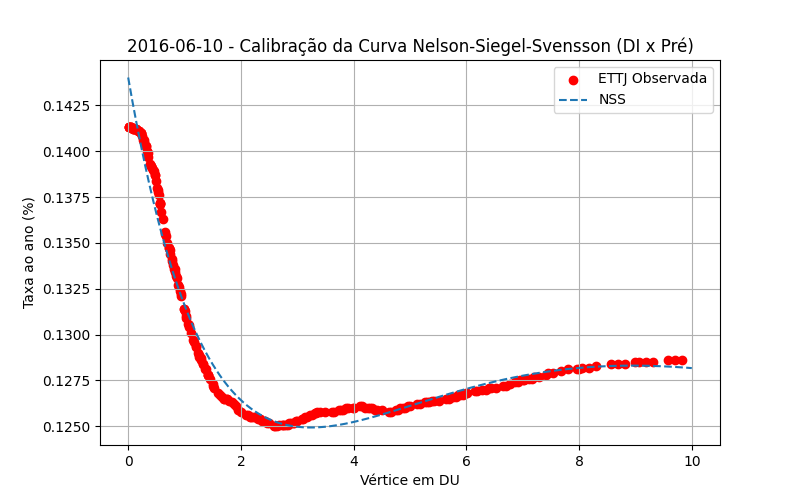 2016-06-10 - Calibração da Curva Nelson-Siegel-Svensson (DI x Pré)
ETTJ Observada
NSS
Taxa ao ano (%)
0.1425
0.1400
0.1375
0.1350
0.1325
0.1300
0.1275
0.1250
0 2 4 6 8 10
Vértice em DU